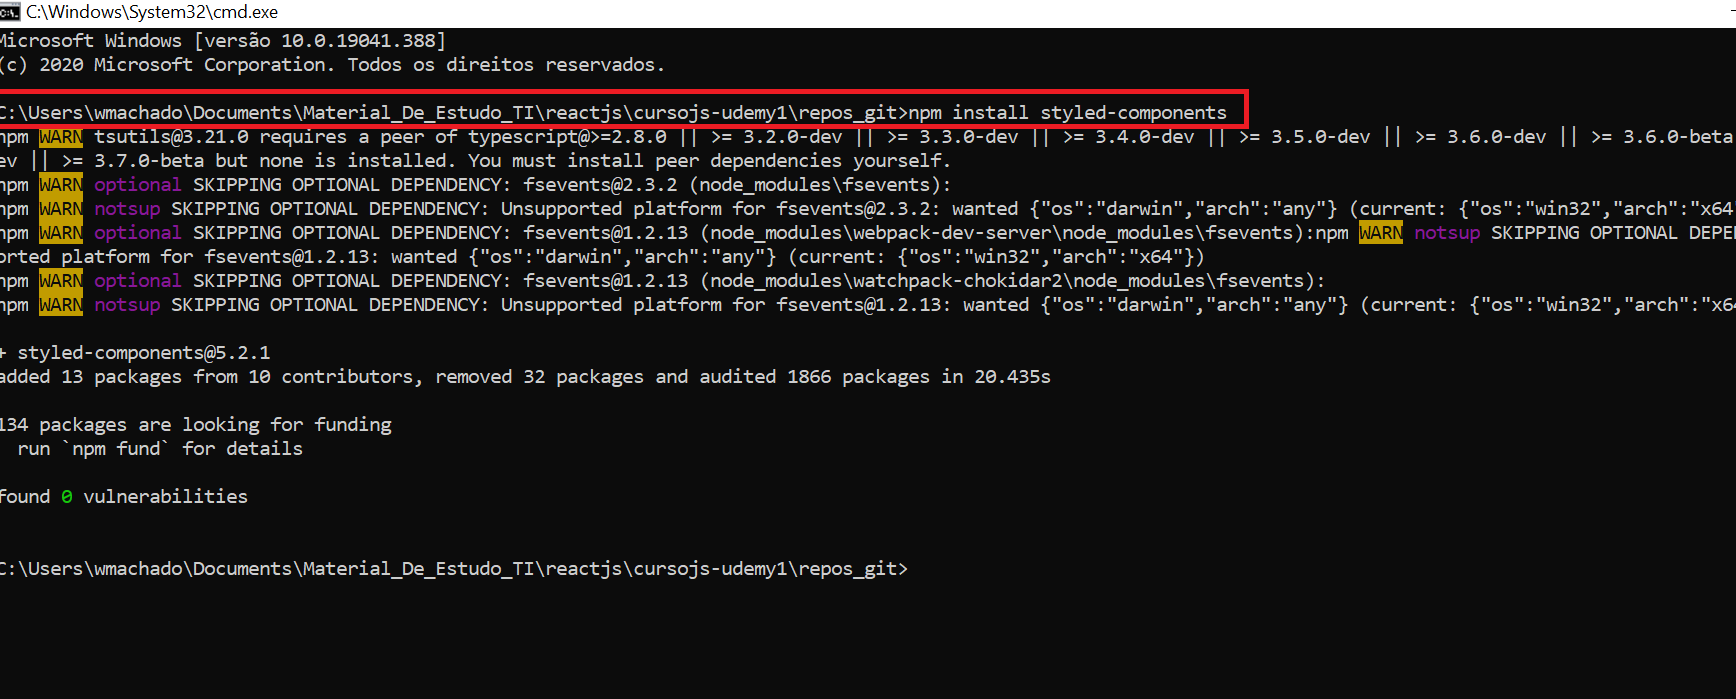 C:\Windows\System32\cmd.exe
Microsoft Windows [versão 10.0.19041.388]
(c) 2020 Microsoft Corporation. Todos os direitos reservados.
C:\Users\wmachado\Documents\Material_De_Estudo_TI\reactjs\cursojs-udemy1\repos_git>npm install styled-components
npm WARN tsutils@3.21.0 requires a peer of typescript@>=2.8.0 || >= 3.2.0-dev || >= 3.3.0-dev || >= 3.4.0-dev || >= 3.5.0-dev || >= 3.6.0-dev || >= 3.6.0-beta
ev || >= 3.7.0-beta but none is installed. You must install peer dependencies yourself.
npm WARN optional SKIPPING OPTIONAL DEPENDENCY: fsevents@2.3.2 (node_modules\fsevents):
npm WARN notsup SKIPPING OPTIONAL DEPENDENCY: Unsupported platform for fsevents@2.3.2: wanted {"os":"darwin","arch":"any"} (current: {"os":"win32","arch":"x64"
npm WARN optional SKIPPING OPTIONAL DEPENDENCY: fsevents@1.2.13 (node_modules\webpack-dev-server\node_modules\fsevents):npm WARN notsup SKIPPING OPTIONAL DEPE
orted platform for fsevents@1.2.13: wanted {"os":"darwin","arch":"any"} (current: {"os":"win32","arch":"x64"})
npm WARN optional SKIPPING OPTIONAL DEPENDENCY: fsevents@1.2.13 (node_modules\watchpack-chokidar2\node_modules\fsevents):
npm WARN notsup SKIPPING OPTIONAL DEPENDENCY: Unsupported platform for fsevents@1.2.13: wanted {"os":"darwin","arch":"any"} (current: {"os":"win32","arch":"x64
+ styled-components@5.2.1
added 13 packages from 10 contributors, removed 32 packages and audited 1866 packages in 20.435s
134 packages are looking for funding
run `npm fund` for details
found 0 vulnerabilities
C:\Users\wmachado\Documents\Material_De_Estudo_TI\reactjs\cursojs-udemy1\repos_git>